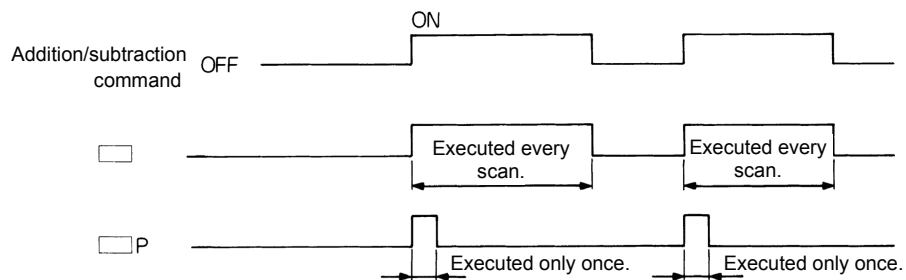 ON
Addition/subtraction
command
OFF
Executed every
scan.
Executed every
scan.
P
Executed only once.
Executed only once.